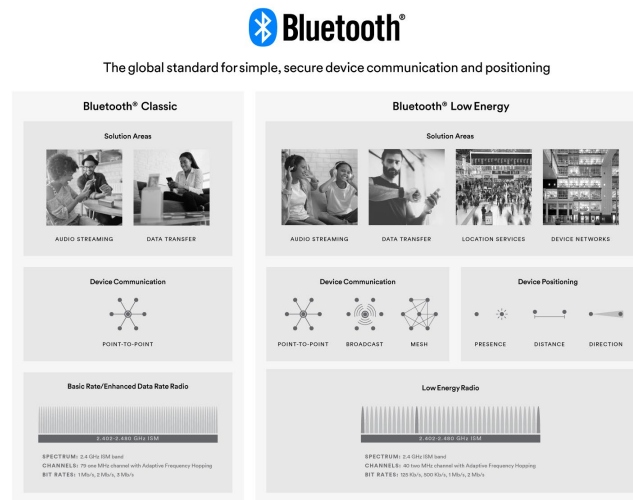 Bluetooth®
The global standard for simple, secure device communication and positioning
Bluetooth® Classic
Solution Areas
AUDIO STREAMING
DATA TRANSFER
Device Communication
POINT-TO-POINT
Basic Rate/Enhanced Data Rate Radio
2.402-2.480 GHz ISM
SPECTRUM: 2.4 GHz ISM band
CHANNELS: 79 one MHz channel with Adaptive Frequency Hopping
BIT RATES: 1 Mb/s, 2 Mb/s, 3 Mb/s
Bluetooth® Low Energy
Solution Areas
AUDIO STREAMING
DATA TRANSFER
LOCATION SERVICES
DEVICE NETWORKS
Device Communication
POINT-TO-POINT
BROADCAST
MESH
Device Positioning
PRESENCE
DISTANCE
DIRECTION
Low Energy Radio
2.402-2.480 GHz ISM
SPECTRUM: 2.4 GHz ISM band
CHANNELS: 40 two MHz channel with Adaptive Frequency Hopping
BIT RATES: 125 Kb/s, 500 Kb/s, 1 Mb/s, 2 Mb/s